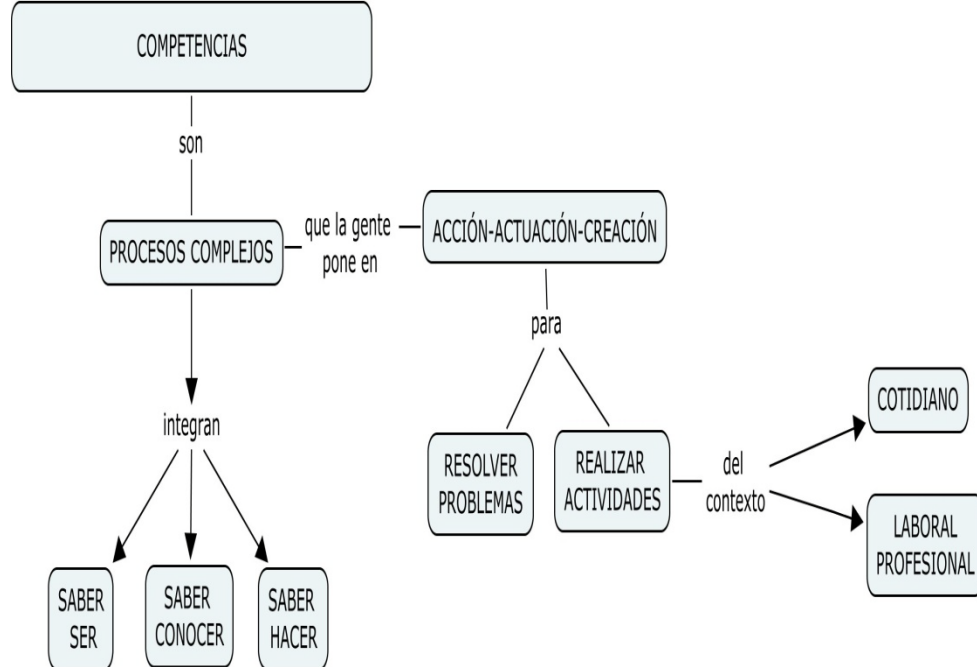 COMPETENCIAS
son
PROCESOS COMPLEJOS
que la gente
pone en
ACCIÓN-ACTUACIÓN-CREACIÓN
para
RESOLVER
PROBLEMAS
REALIZAR
ACTIVIDADES
del
contexto
COTIDIANO
LABORAL
PROFESIONAL
integran
SABER
SER
SABER
CONOCER
SABER
HACER